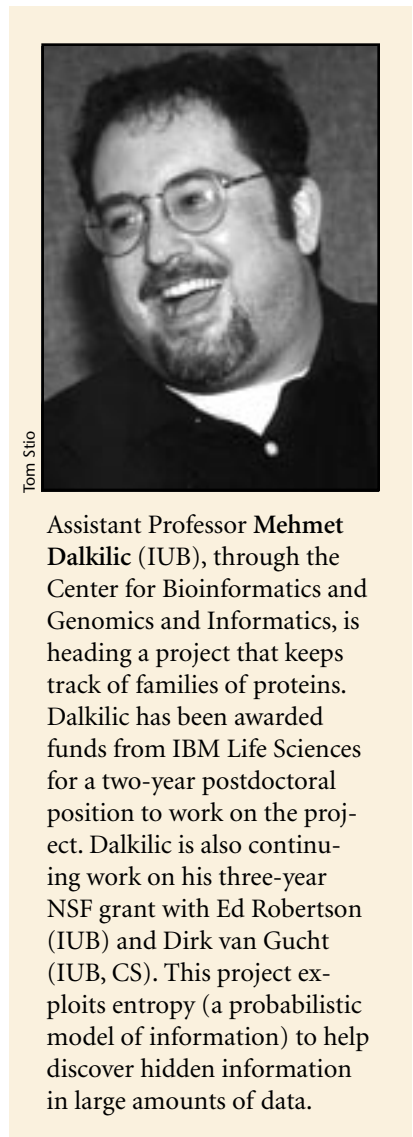 Tom Stio
Assistant Professor Mehmet
Dalkilic (IUB), through the
Center for Bioinformatics and
Genomics and Informatics, is
heading a project that keeps
track of families of proteins.
Dalkilic has been awarded
funds from IBM Life Sciences
for a two-year postdoctoral
position to work on the proj-
ect. Dalkilic is also continu-
ing work on his three-year
NSF grant with Ed Robertson
(IUB) and Dirk van Gucht
(IUB, CS). This project ex-
ploits entropy (a probabilistic
model of information) to help
discover hidden information
in large amounts of data.